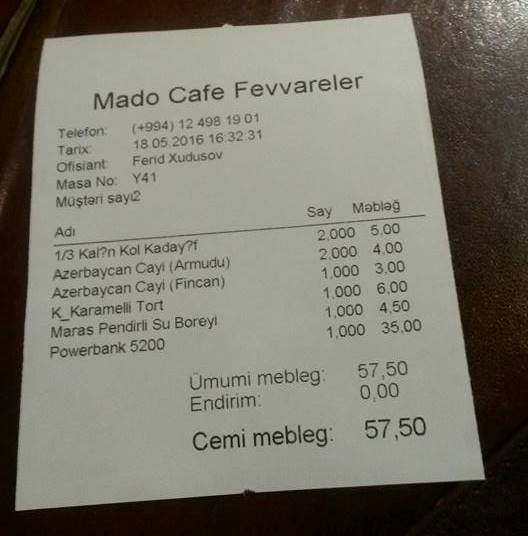 Mado Cafe Fevvareler
Telefon: (+994) 12 498 19 01
Tarix: 18.05.2016 16:32:31
Ofisiant: Ferid Xudusov
Masa No: Y41
Müştəri sayı:2
Adı Say Məbləğ
1/3 Kal?n Kol Kaday?f 2,000 5,00
Azerbaycan Cayi (Armudu) 2,000 4,00
Azerbaycan Cayi (Fincan) 1,000 3,00
K_Karamelli Tort 1,000 6,00
Maras Pendirli Su Boreyi 1,000 4,50
Powerbank 5200 1,000 35,00
Ümumi mebleg: 57,50
Endirim: 0,00
Cemi mebleg: 57,50